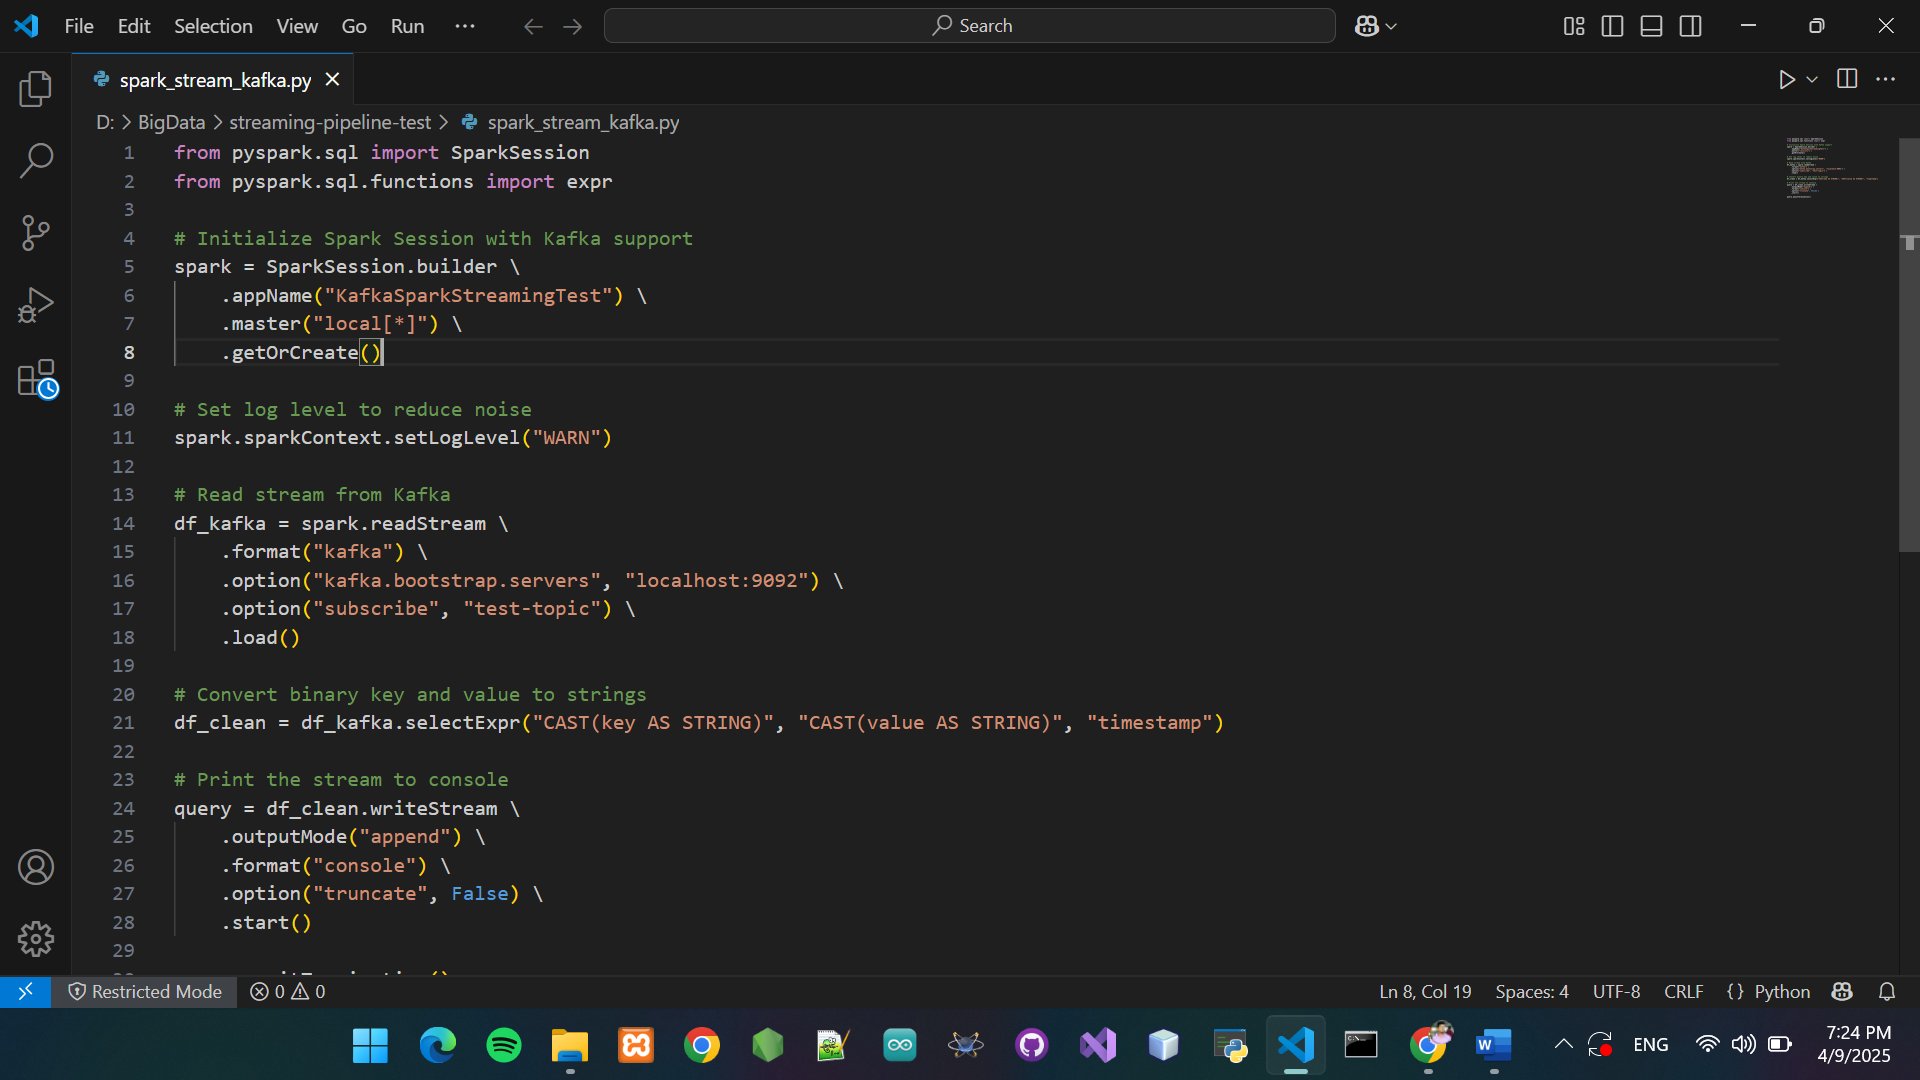 File Edit Selection View Go Run ··· Search
spark_stream_kafka.py
D: > BigData > streaming-pipeline-test > spark_stream_kafka.py
1 from pyspark.sql import SparkSession
2 from pyspark.sql.functions import expr
3
4 # Initialize Spark Session with Kafka support
5 spark = SparkSession.builder \
6     .appName("KafkaSparkStreamingTest") \
7     .master("local[*]") \
8     .getOrCreate()
9
10 # Set log level to reduce noise
11 spark.sparkContext.setLogLevel("WARN")
12
13 # Read stream from Kafka
14 df_kafka = spark.readStream \
15     .format("kafka") \
16     .option("kafka.bootstrap.servers", "localhost:9092") \
17     .option("subscribe", "test-topic") \
18     .load()
19
20 # Convert binary key and value to strings
21 df_clean = df_kafka.selectExpr("CAST(key AS STRING)", "CAST(value AS STRING)", "timestamp")
22
23 # Print the stream to console
24 query = df_clean.writeStream \
25     .outputMode("append") \
26     .format("console") \
27     .option("truncate", False) \
28     .start()
29
Restricted Mode 0 0 Ln 8, Col 19 Spaces: 4 UTF-8 CRLF {} Python
ENG 7:24 PM
4/9/2025